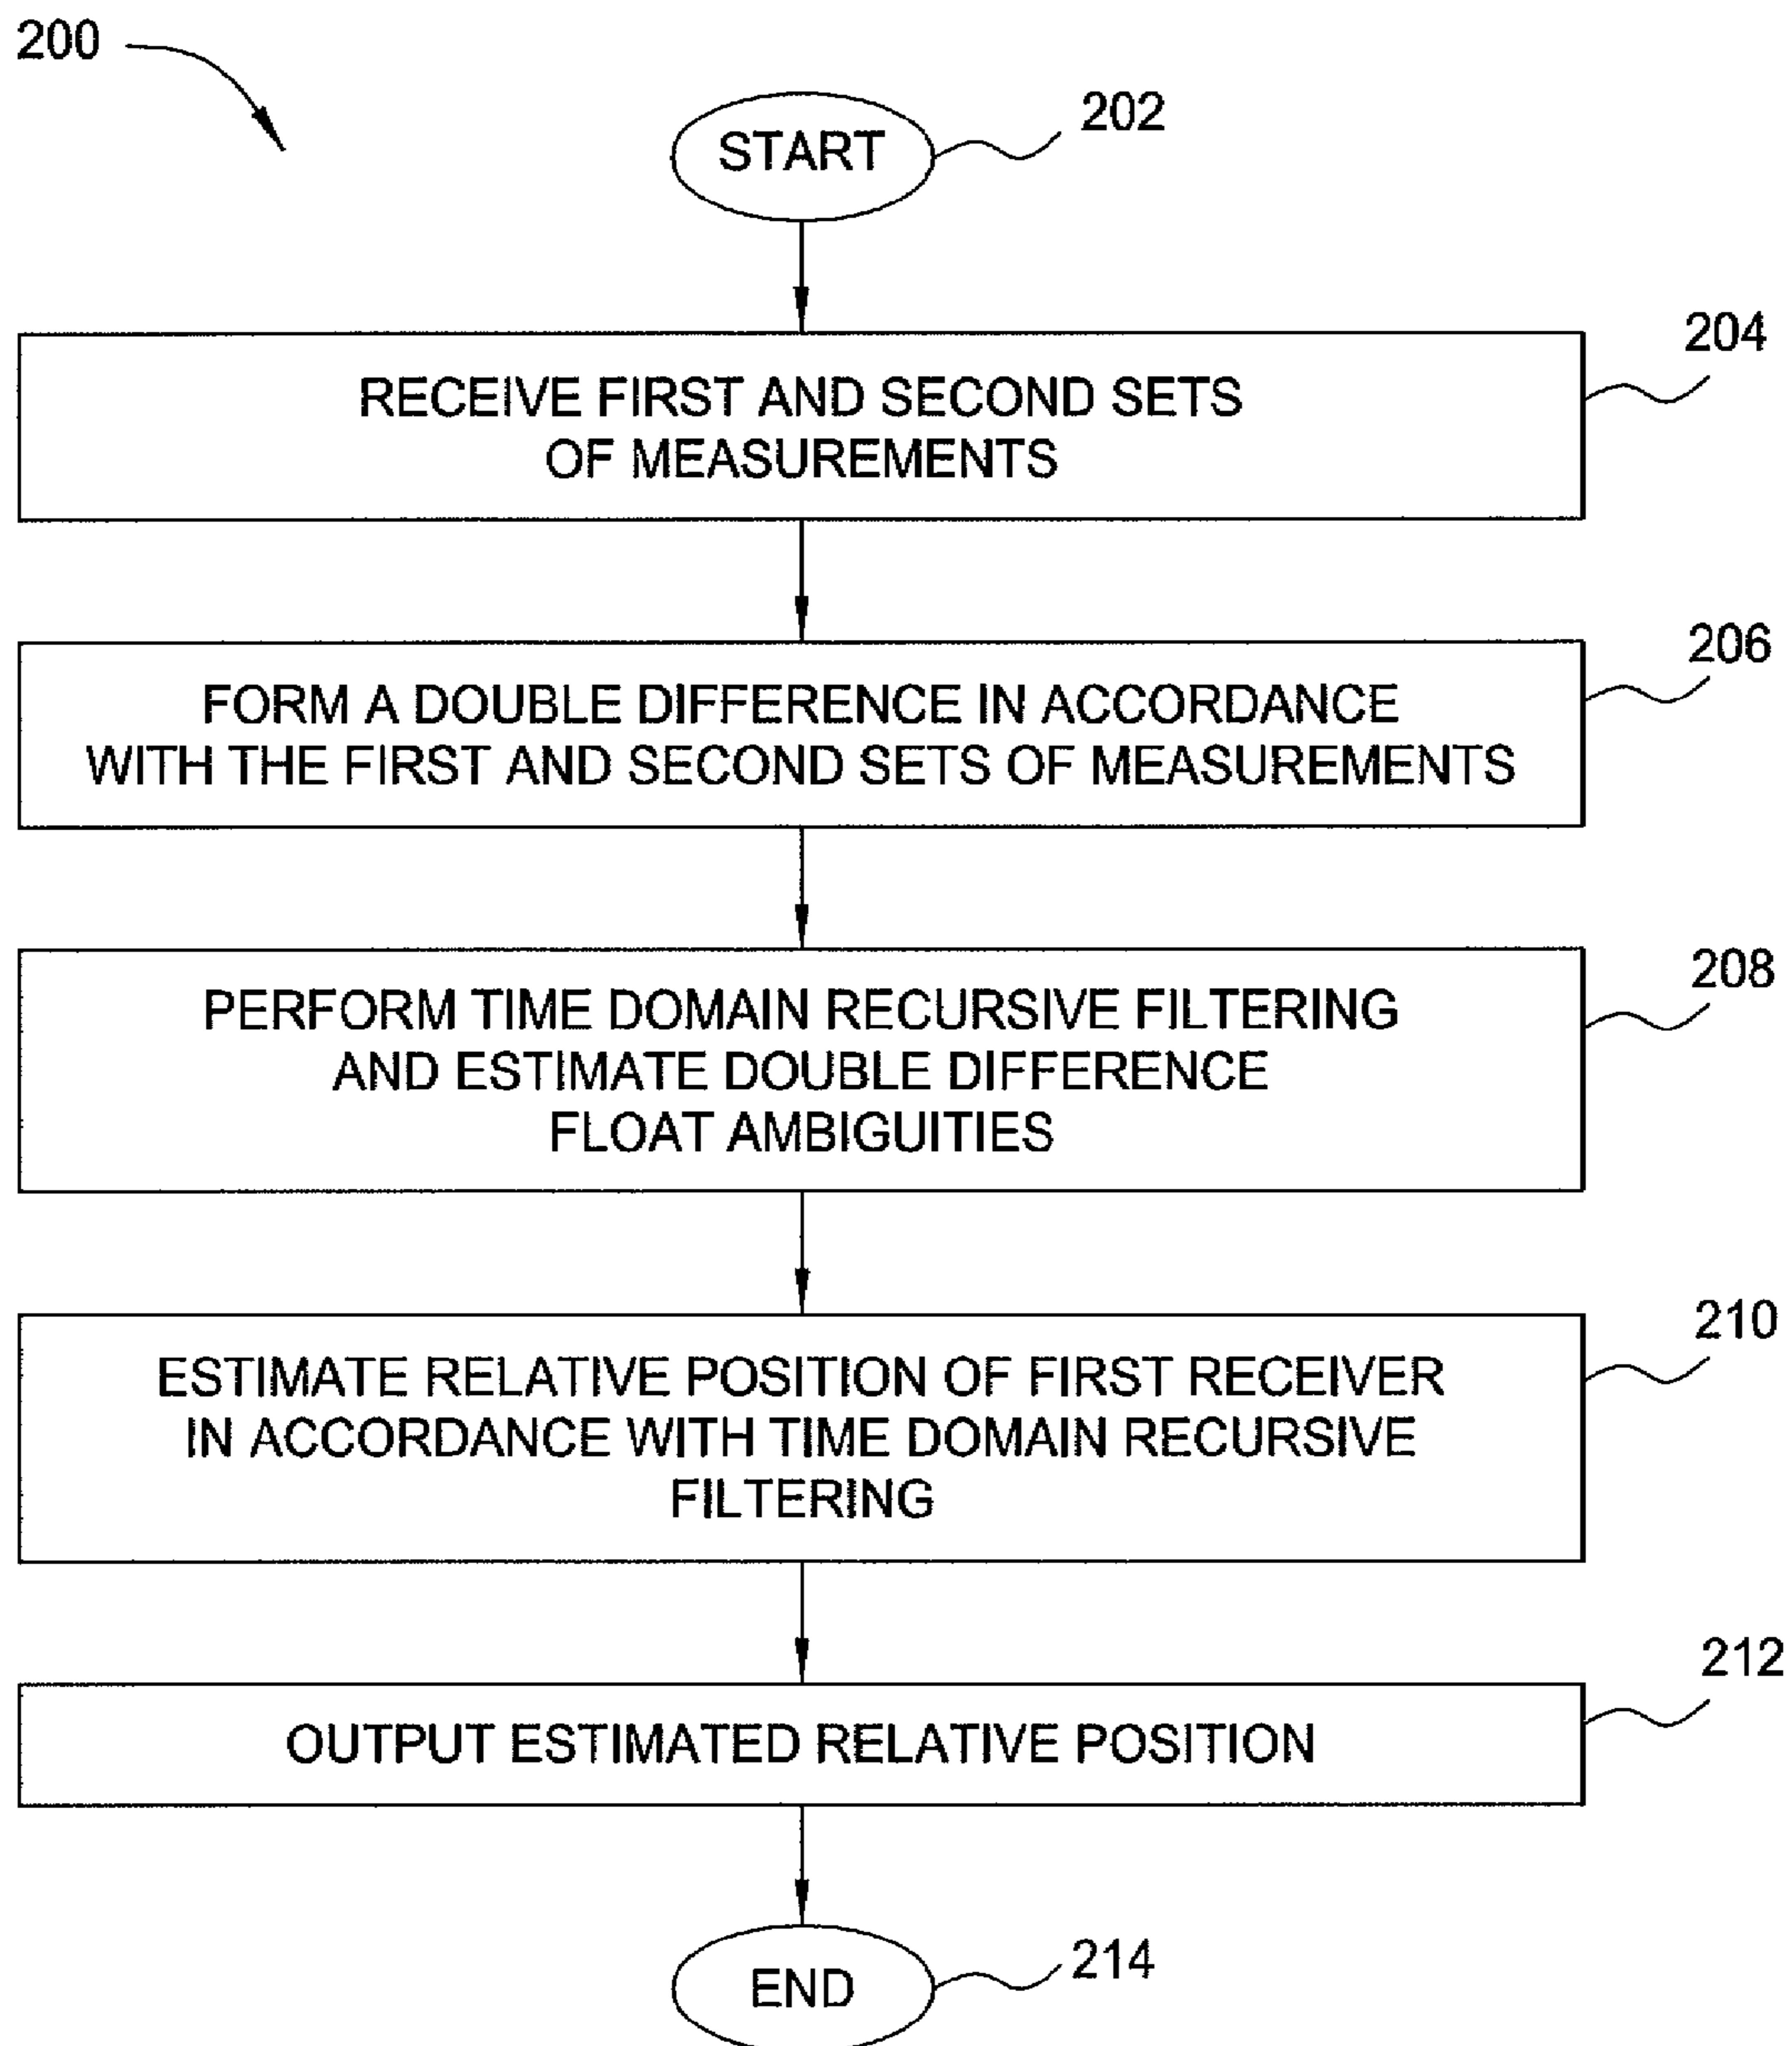 200
202
START
204
RECEIVE FIRST AND SECOND SETS
OF MEASUREMENTS
206
FORM A DOUBLE DIFFERENCE IN ACCORDANCE
WITH THE FIRST AND SECOND SETS OF MEASUREMENTS
208
PERFORM TIME DOMAIN RECURSIVE FILTERING
AND ESTIMATE DOUBLE DIFFERENCE
FLOAT AMBIGUITIES
210
ESTIMATE RELATIVE POSITION OF FIRST RECEIVER
IN ACCORDANCE WITH TIME DOMAIN RECURSIVE
FILTERING
212
OUTPUT ESTIMATED RELATIVE POSITION
214
END